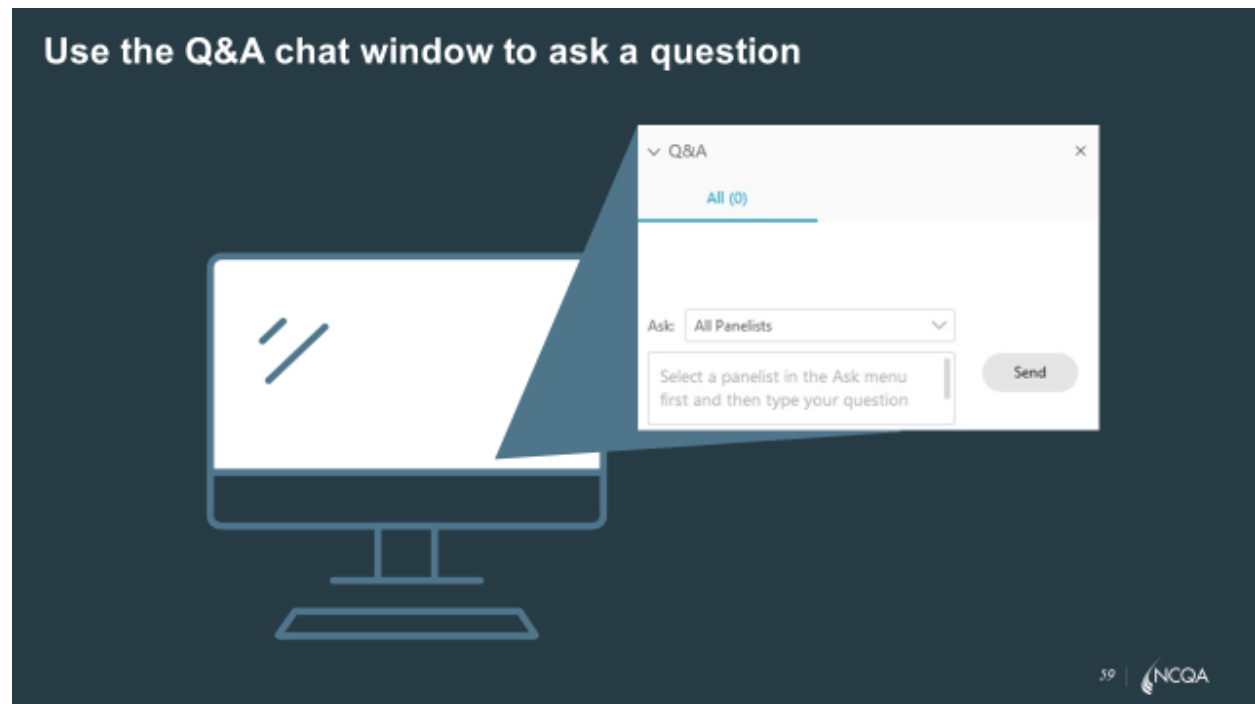 Use the Q&A chat window to ask a question
Q&A
All (0)
Ask: All Panelists
Select a panelist in the Ask menu
first and then type your question
Send
59 | NCQA